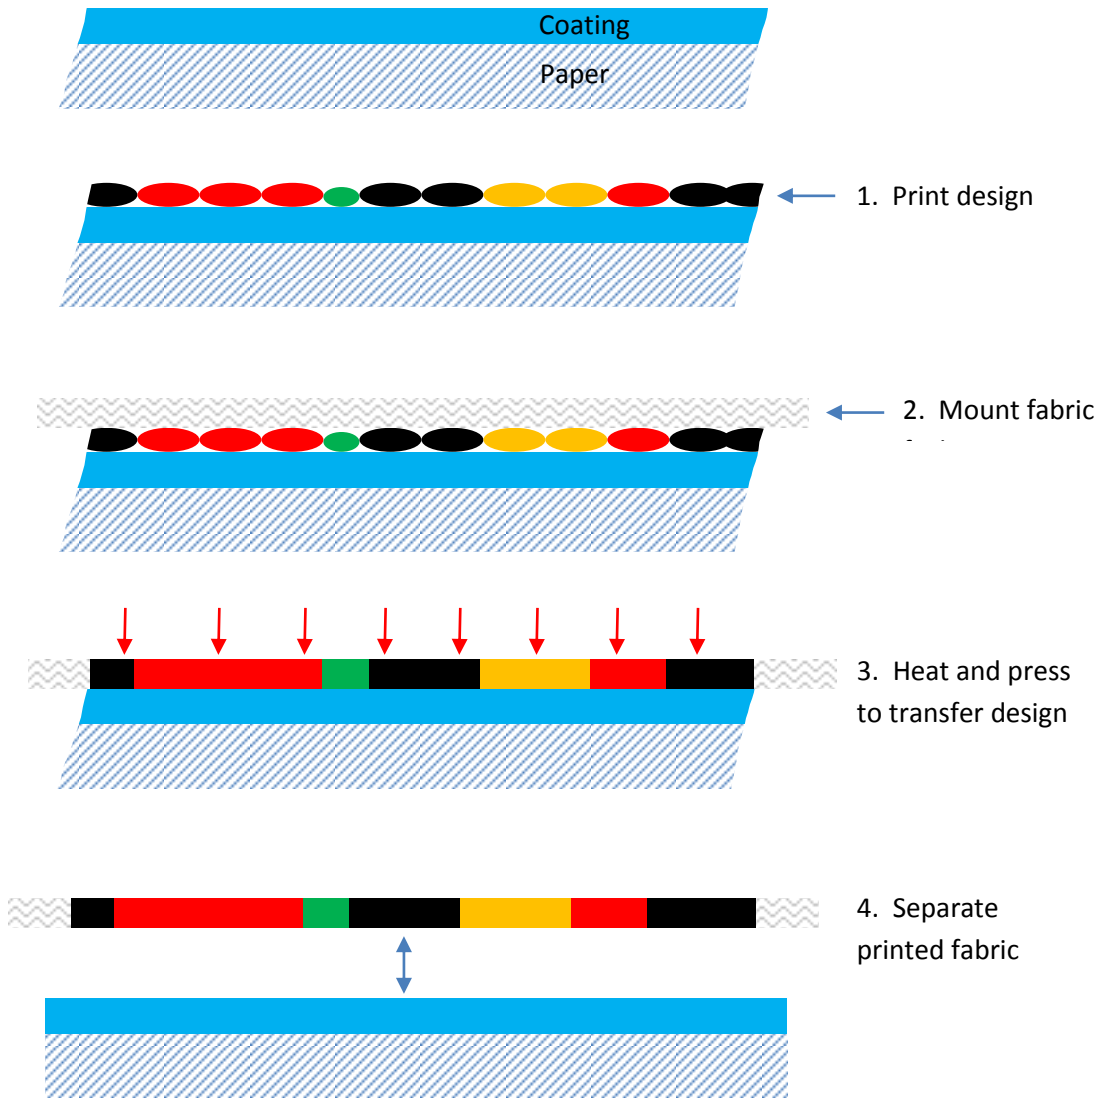 Coating
Paper
1. Print design
2. Mount fabric
3. Heat and press
to transfer design
4. Separate
printed fabric